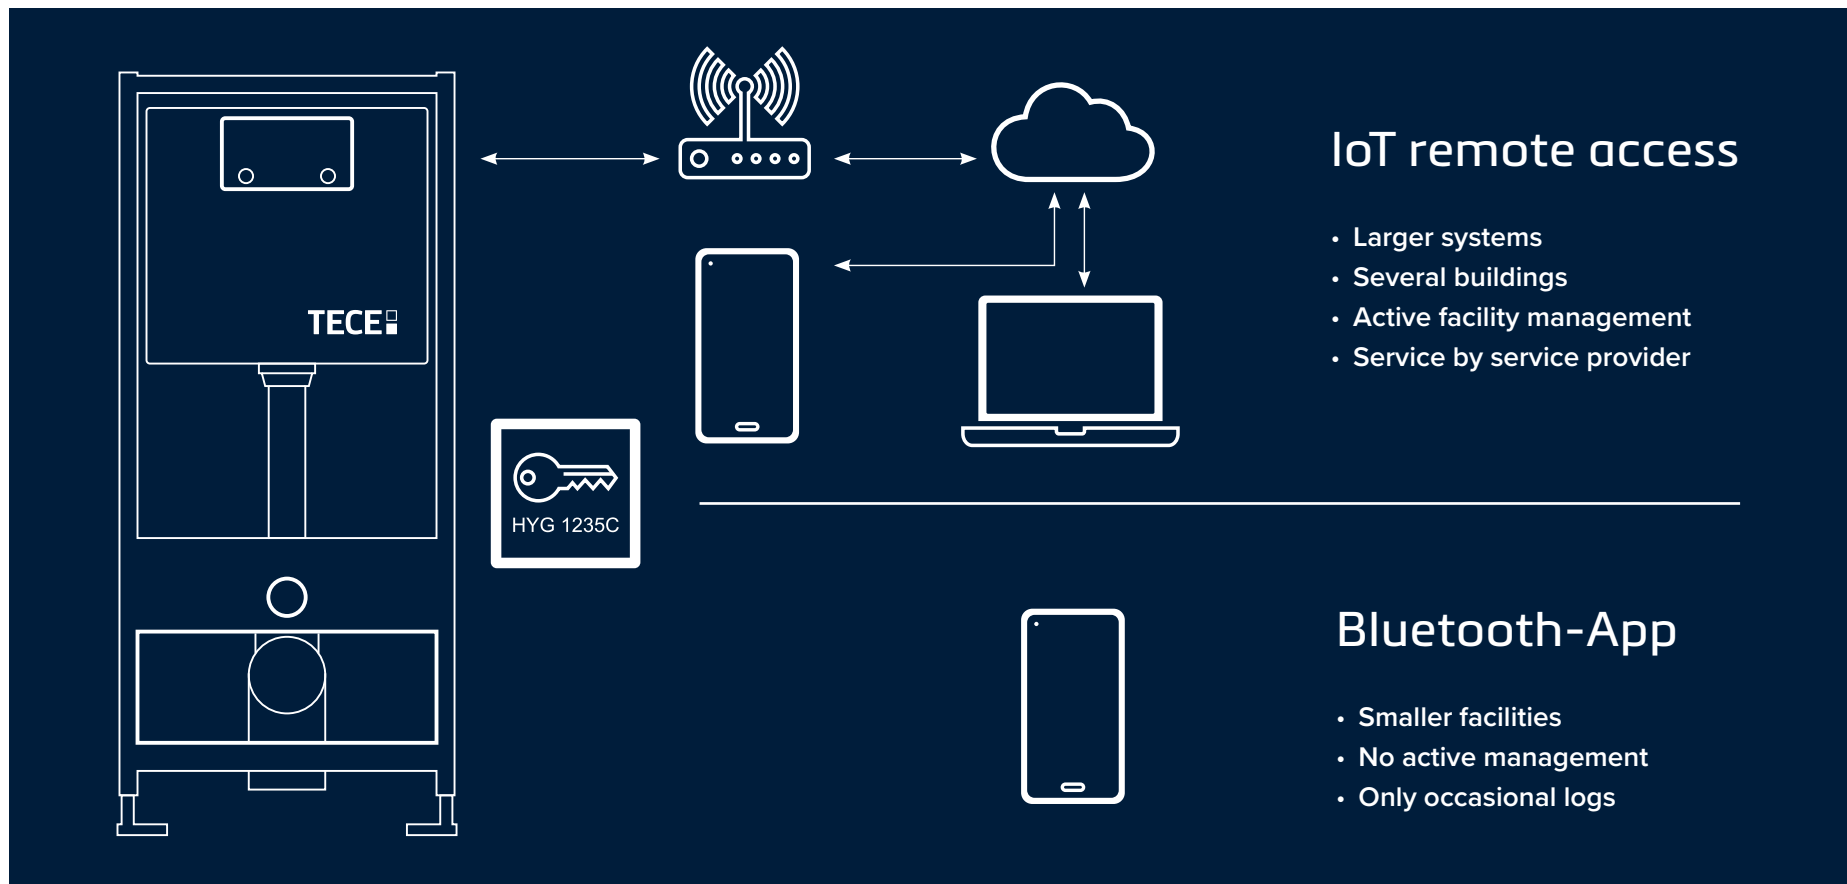 TECE
HYG 1235C
IoT remote access
• Larger systems
• Several buildings
• Active facility management
• Service by service provider
Bluetooth-App
• Smaller facilities
• No active management
• Only occasional logs